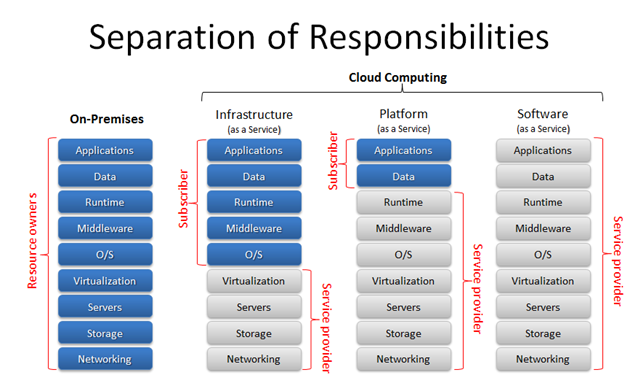 Separation of Responsibilities
Cloud Computing
On-Premises
Applications
Data
Runtime
Middleware
O/S
Virtualization
Servers
Storage
Networking
Resource owners
Infrastructure
(as a Service)
Applications
Data
Runtime
Middleware
O/S
Virtualization
Servers
Storage
Networking
Subscriber
Service provider
Platform
(as a Service)
Applications
Data
Runtime
Middleware
O/S
Virtualization
Servers
Storage
Networking
Subscriber
Service provider
Software
(as a Service)
Applications
Data
Runtime
Middleware
O/S
Virtualization
Servers
Storage
Networking
Service provider